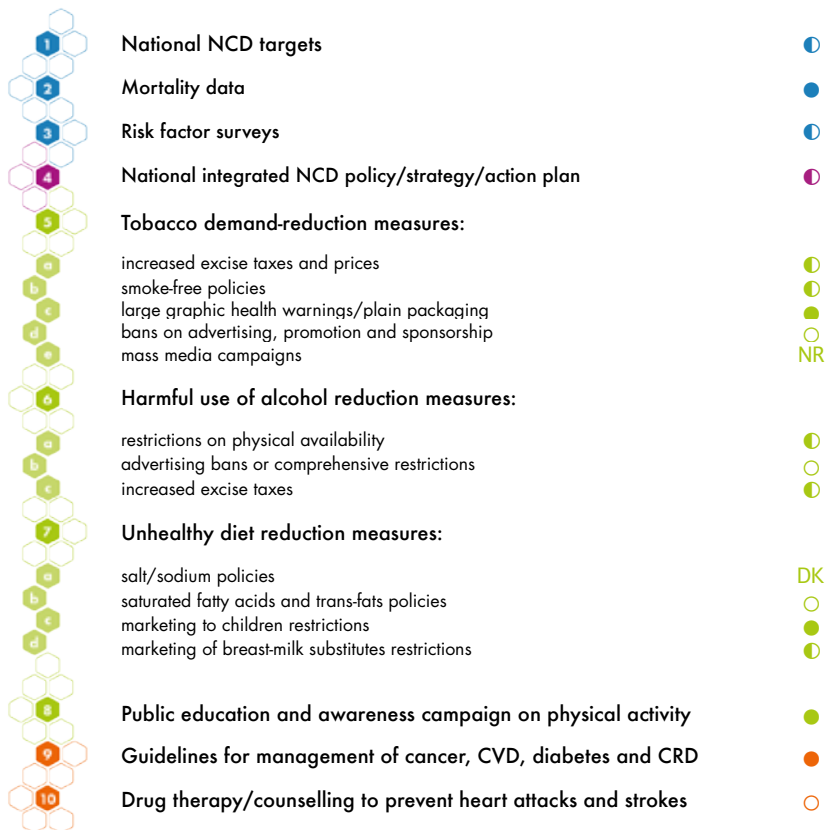 1 National NCD targets
2 Mortality data
3 Risk factor surveys
4 National integrated NCD policy/strategy/action plan
5 Tobacco demand-reduction measures:
a increased excise taxes and prices
b smoke-free policies
c large graphic health warnings/plain packaging
d bans on advertising, promotion and sponsorship
e mass media campaigns NR
6 Harmful use of alcohol reduction measures:
a restrictions on physical availability
b advertising bans or comprehensive restrictions
c increased excise taxes
7 Unhealthy diet reduction measures:
a salt/sodium policies DK
b saturated fatty acids and trans-fats policies
c marketing to children restrictions
d marketing of breast-milk substitutes restrictions
8 Public education and awareness campaign on physical activity
9 Guidelines for management of cancer, CVD, diabetes and CRD
10 Drug therapy/counselling to prevent heart attacks and strokes